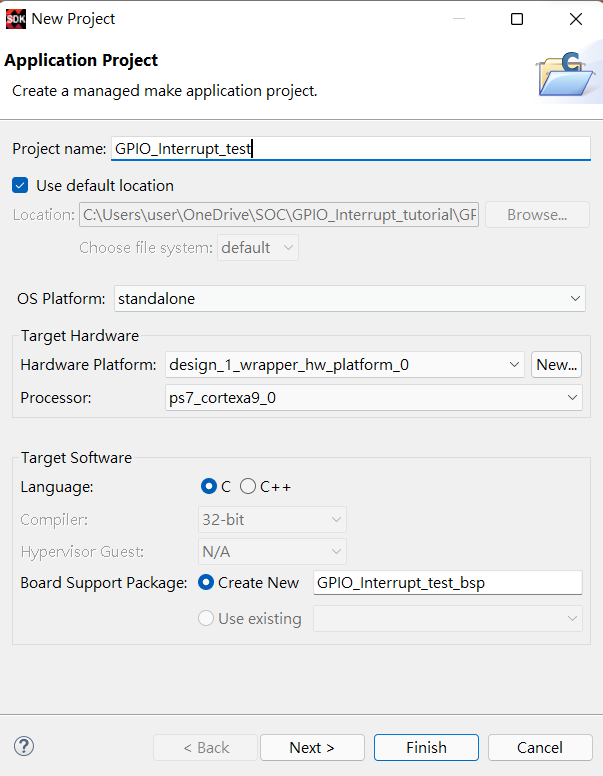 SDK New Project
Application Project
Create a managed make application project.
C
Project name: GPIO_Interrupt_test
Use default location
Location: C:\Users\user\OneDrive\SOC\GPIO_Interrupt_tutorial\GP Browse...
Choose file system: default
OS Platform: standalone
Target Hardware
Hardware Platform: design_1_wrapper_hw_platform_0 New...
Processor: ps7_cortexa9_0
Target Software
Language: C C++
Compiler: 32-bit
Hypervisor Guest: N/A
Board Support Package: Create New GPIO_Interrupt_test_bsp
Use existing
? < Back Next > Finish Cancel